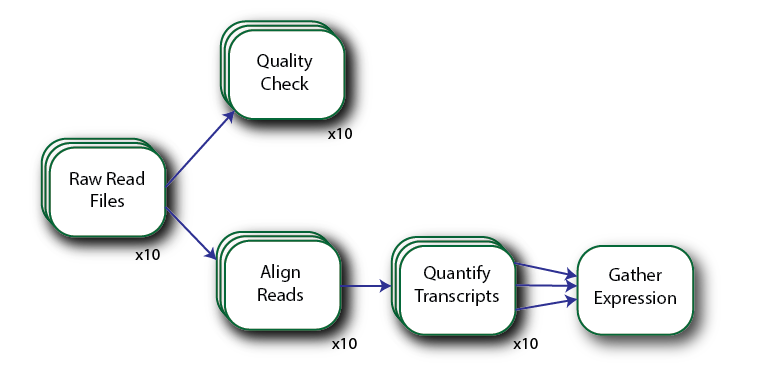 Quality
Check
x10
Raw Read
Files
x10
Align
Reads
x10
Quantify
Transcripts
x10
Gather
Expression